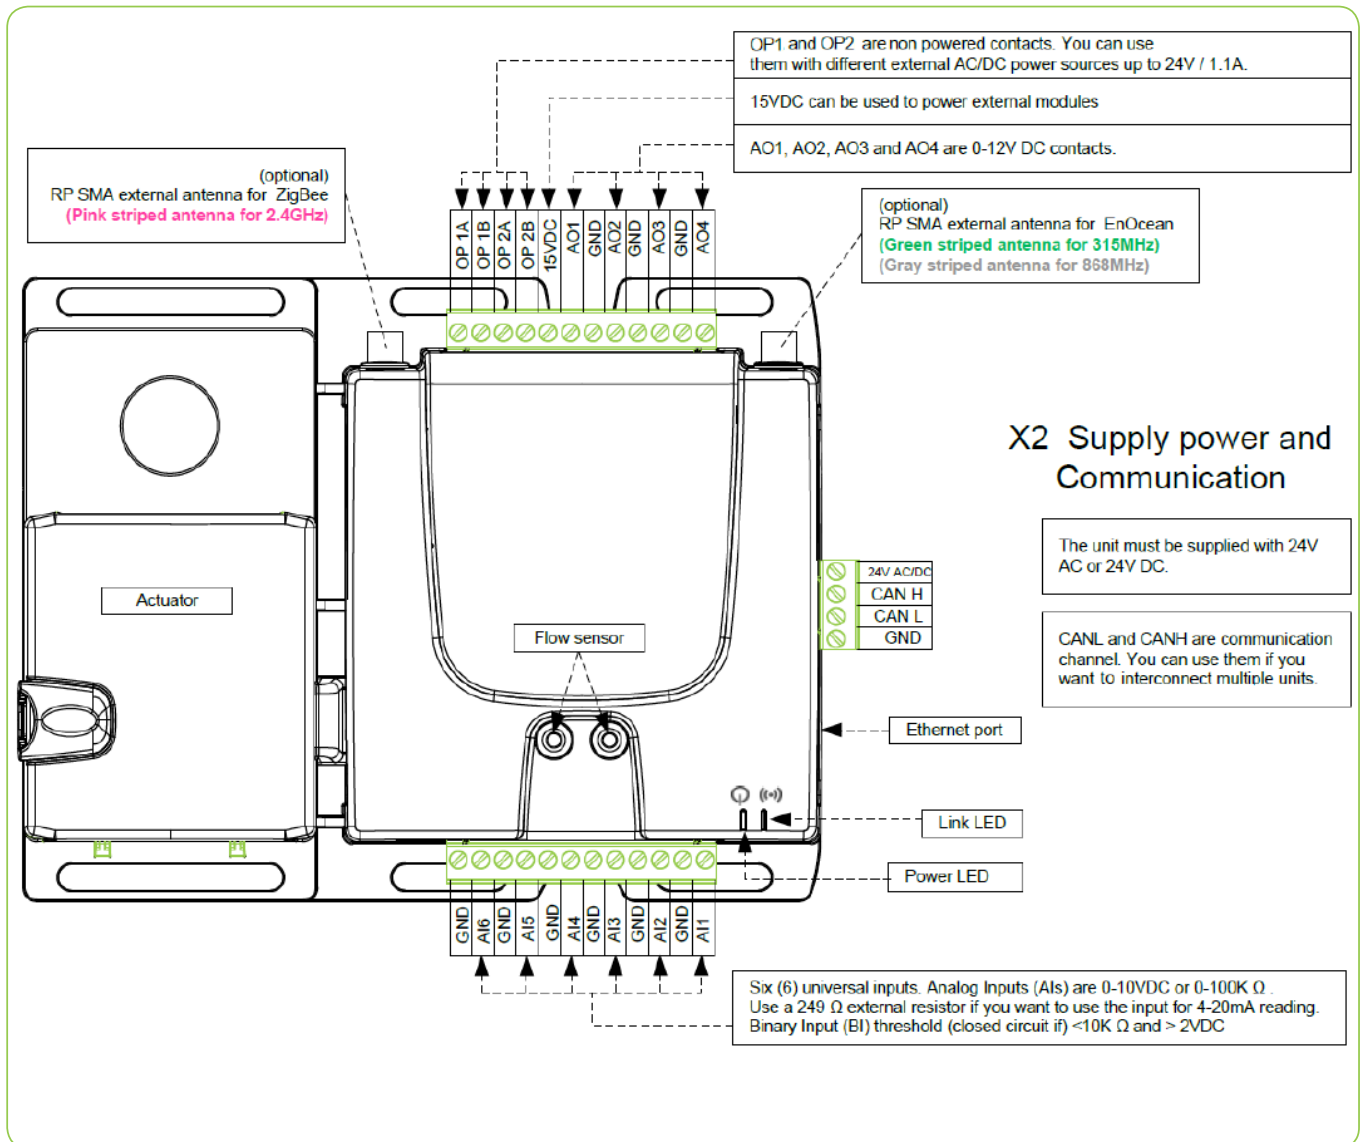 OP1 and OP2 are non powered contacts. You can use
them with different external AC/DC power sources up to 24V / 1.1A.
15VDC can be used to power external modules
AO1, AO2, AO3 and AO4 are 0-12V DC contacts.
(optional)
RP SMA external antenna for ZigBee
(Pink striped antenna for 2.4GHz)
OP 1A
OP 1B
OP 2A
OP 2B
15VDC
AO1
GND
AO2
GND
AO3
GND
AO4
(optional)
RP SMA external antenna for EnOcean
(Green striped antenna for 315MHz)
(Gray striped antenna for 868MHz)
X2 Supply power and
Communication
The unit must be supplied with 24V
AC or 24V DC.
24V AC/DC
CAN H
CAN L
GND
CANL and CANH are communication
channel. You can use them if you
want to interconnect multiple units.
Actuator
Flow sensor
Ethernet port
Link LED
Power LED
GND
AI6
GND
AI5
GND
AI4
GND
AI3
GND
AI2
GND
AI1
Six (6) universal inputs. Analog Inputs (AIs) are 0-10VDC or 0-100K Ω .
Use a 249 Ω external resistor if you want to use the input for 4-20mA reading.
Binary Input (BI) threshold (closed circuit if) <10K Ω and > 2VDC